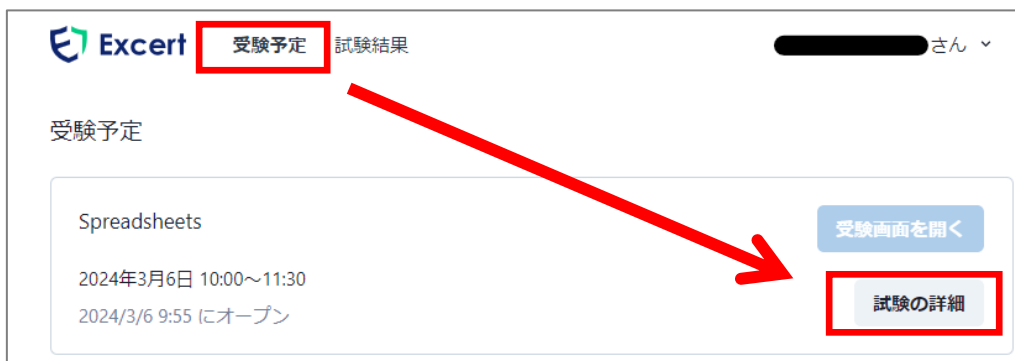 Excert 受験予定 試験結果 さん
受験予定
Spreadsheets
受験画面を開く
2024年3月6日 10:00～11:30
2024/3/6 9:55 にオープン
試験の詳細